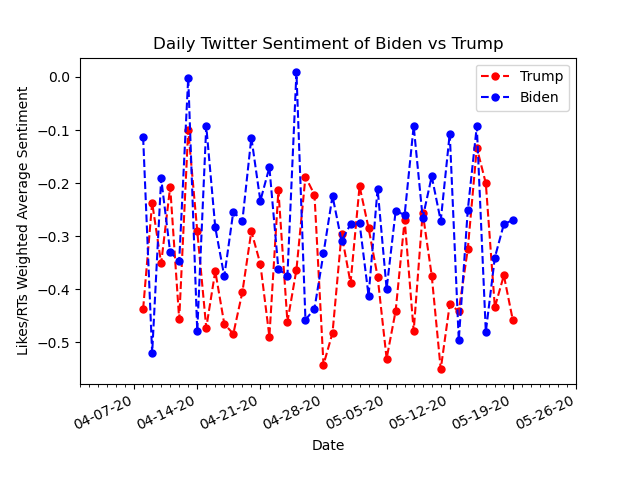 Daily Twitter Sentiment of Biden vs Trump
Trump
Biden
Likes/RTs Weighted Average Sentiment
0.0
−0.1
−0.2
−0.3
−0.4
−0.5
04-07-20
04-14-20
04-21-20
04-28-20
05-05-20
05-12-20
05-19-20
05-26-20
Date